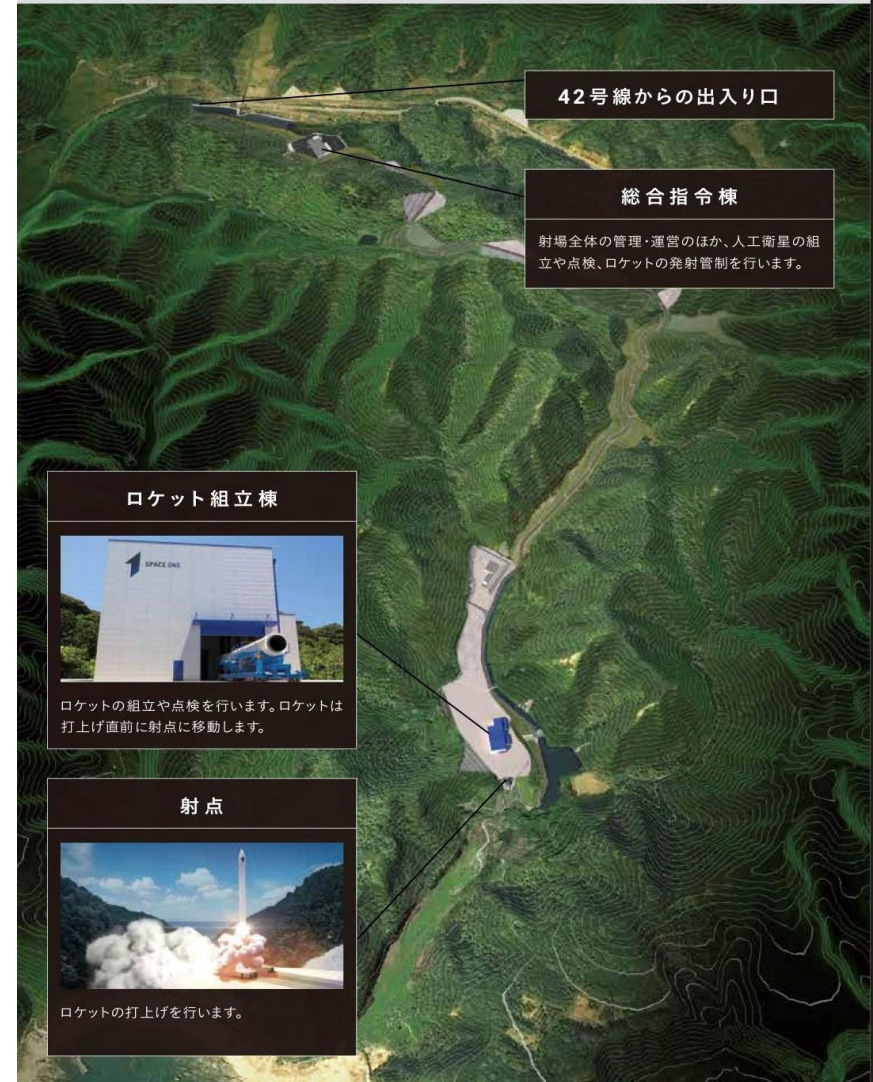 42号線からの出入り口
総合指令棟
射場全体の管理・運営のほか、人工衛星の組
立や点検、ロケットの発射管制を行います。
ロケット組立棟
SPACE ONE
ロケットの組立や点検を行います。ロケットは
打上げ直前に射点に移動します。
射点
ロケットの打上げを行います。